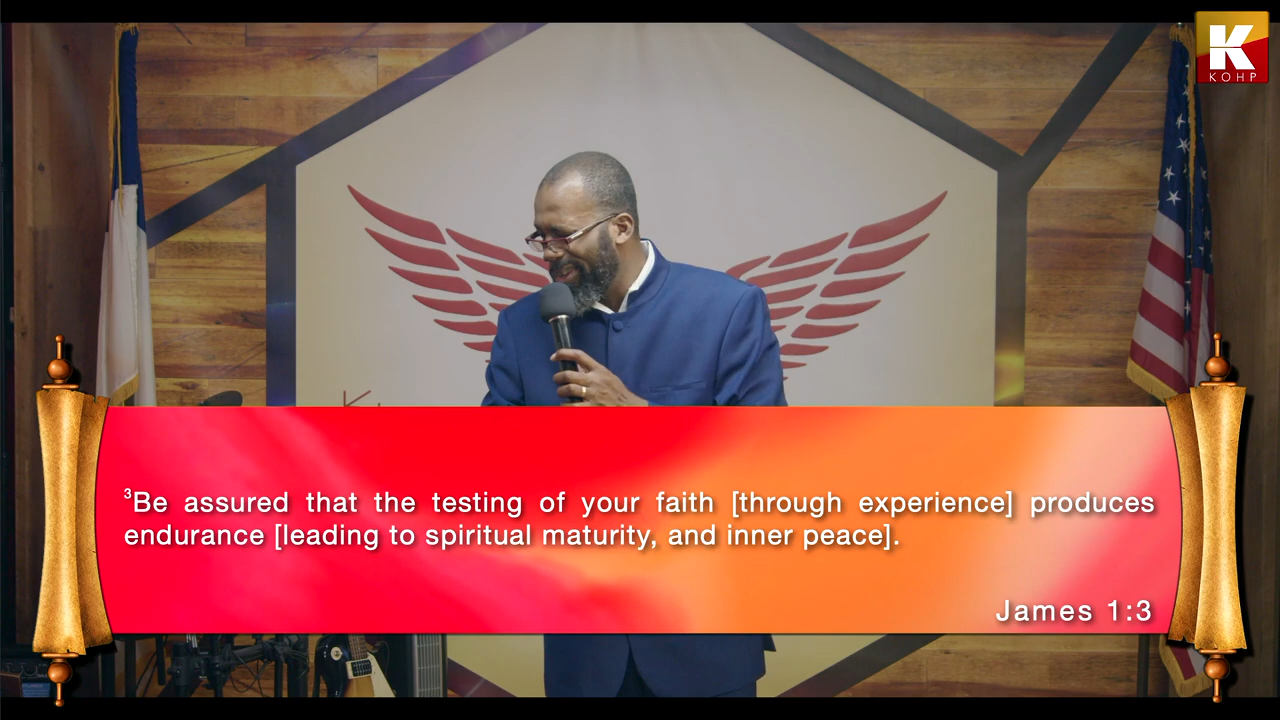 K
KOHP
³Be assured that the testing of your faith [through experience] produces
endurance [leading to spiritual maturity, and inner peace].
James 1:3